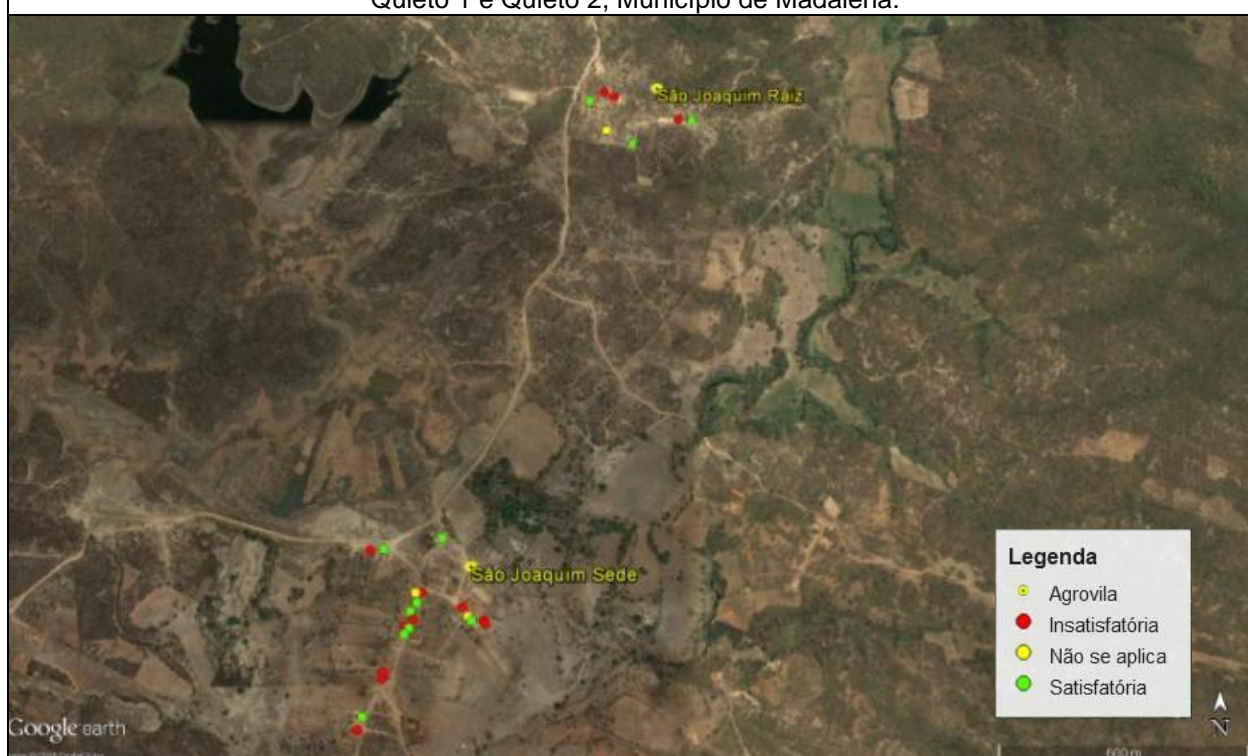 Quieto 1 e Quieto 2, Município de Madalena.
São Joaquim Raiz
São Joaquim Sede
Legenda
Agrovila
Insatisfatória
Não se aplica
Satisfatória
Google earth
N
600 m